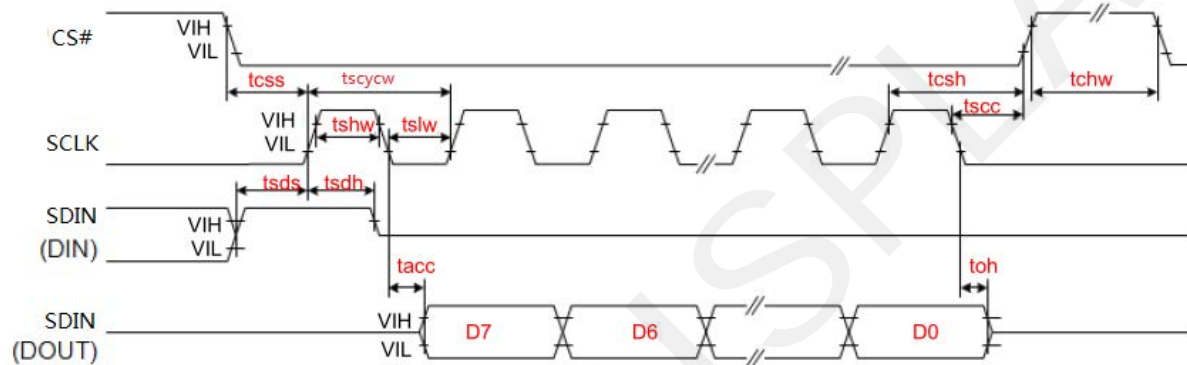 CS#
VIH
VIL
tcss
tscycw
tcsh
tchw
tscc
SCLK
VIH
VIL
tshw
tslw
tsds
tsdh
SDIN
(DIN)
VIH
VIL
tacc
toh
SDIN
(DOUT)
VIH
VIL
D7
D6
D0